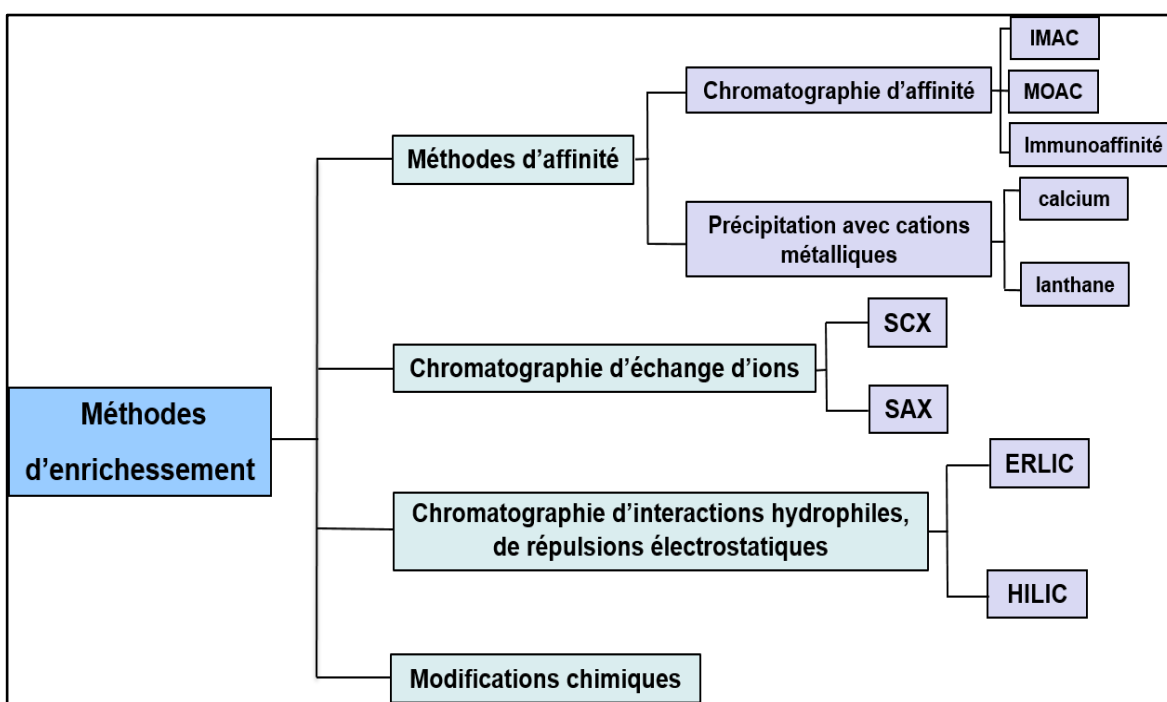 IMAC
Chromatographie d'affinité
MOAC
Méthodes d'affinité
Immunoaffinité
calcium
Précipitation avec cations
métalliques
lanthane
SCX
Chromatographie d'échange d'ions
SAX
Méthodes
d'enrichessement
ERLIC
Chromatographie d'interactions hydrophiles,
de répulsions électrostatiques
HILIC
Modifications chimiques